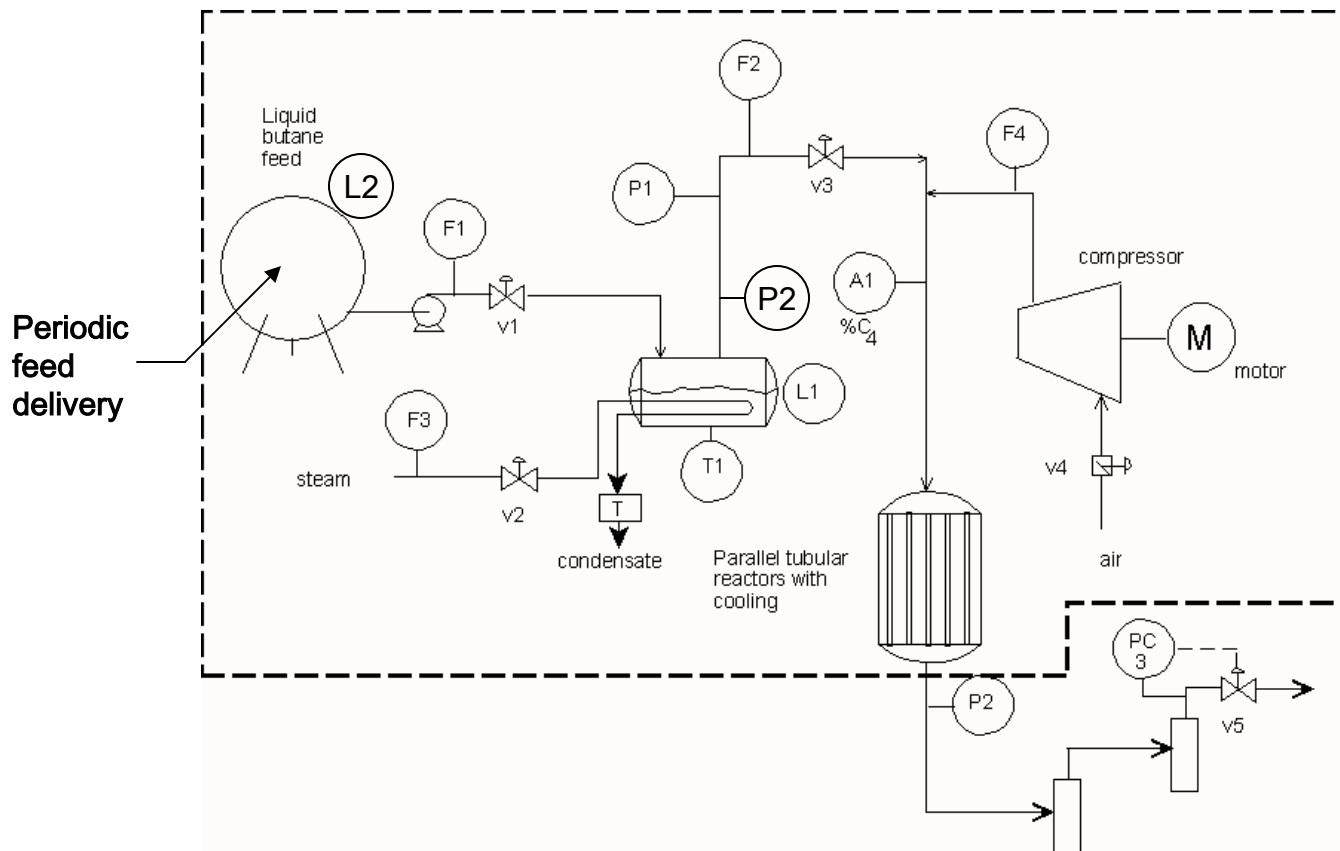 F2
Liquid
butane
feed
F4
L2
P1
v3
F1
compressor
A1
P2
%C4
v1
M
Periodic
feed
delivery
motor
L1
F3
T1
v4
steam
v2
T
condensate
Parallel tubular
reactors with
cooling
air
PC
3
P2
v5